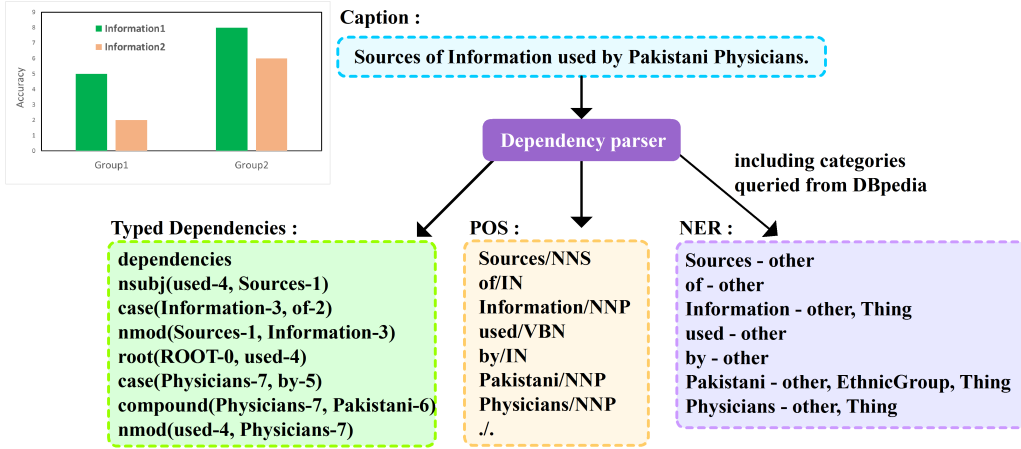 9
8
7
6
5
4
3
2
1
0
Accuracy
Information1
Information2
Group1
Group2
Caption :
Sources of Information used by Pakistani Physicians.
Dependency parser
including categories
queried from DBpedia
Typed Dependencies :
dependencies
nsubj(used-4, Sources-1)
case(Information-3, of-2)
nmod(Sources-1, Information-3)
root(ROOT-0, used-4)
case(Physicians-7, by-5)
compound(Physicians-7, Pakistani-6)
nmod(used-4, Physicians-7)
POS :
Sources/NNS
of/IN
Information/NNP
used/VBN
by/IN
Pakistani/NNP
Physicians/NNP
./.
NER :
Sources - other
of - other
Information - other, Thing
used - other
by - other
Pakistani - other, EthnicGroup, Thing
Physicians - other, Thing